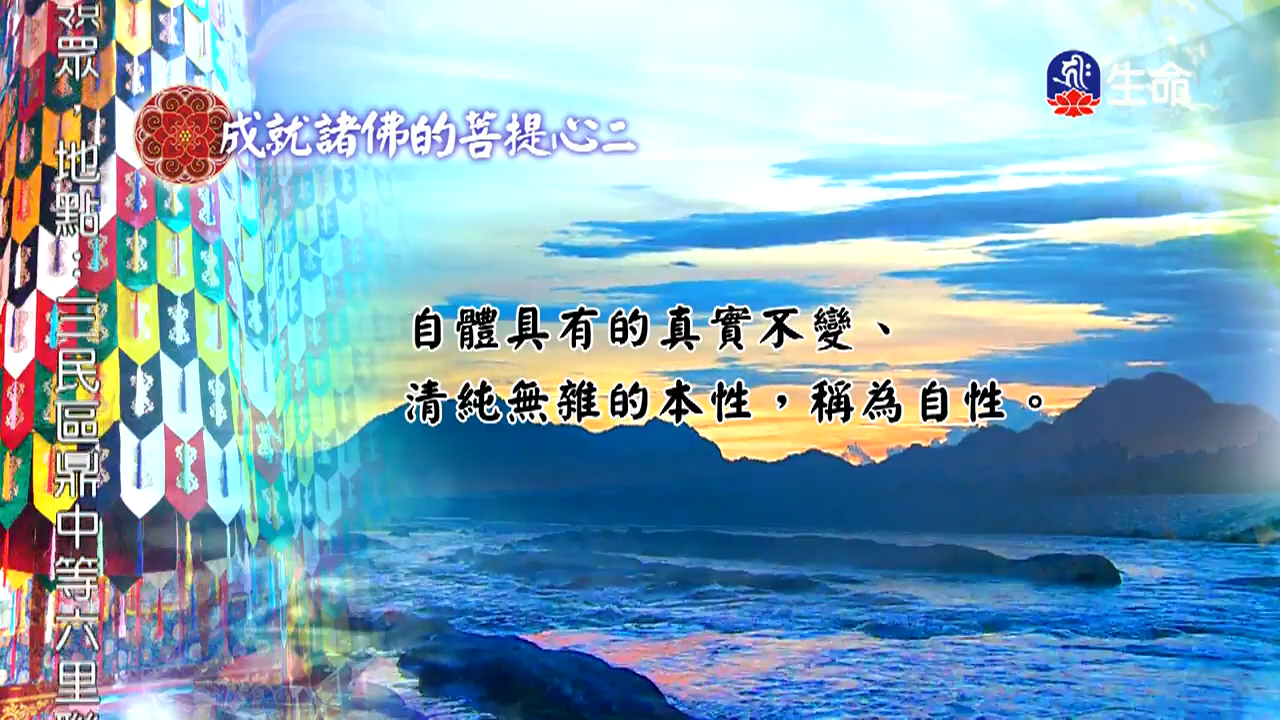 生命
成就諸佛的菩提心二
自體具有的真實不變、
清純無雜的本性，稱為自性。
眾，地點：三民區鼎中等六里